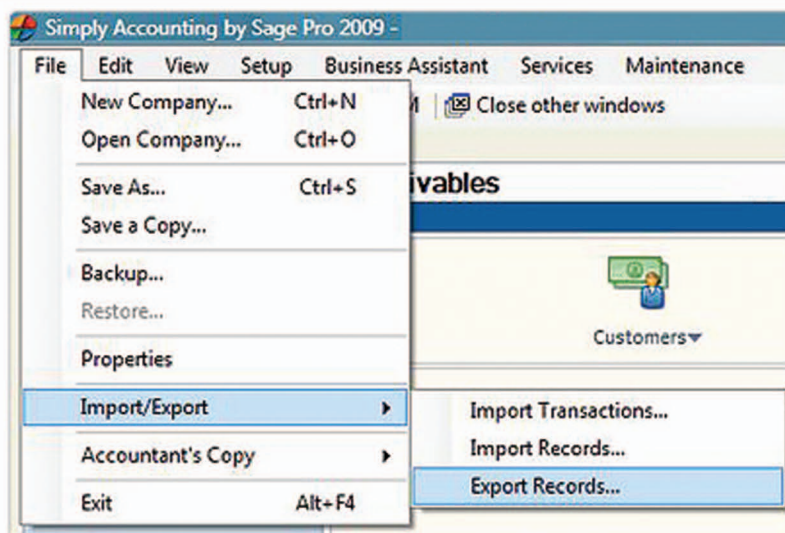 Simply Accounting by Sage Pro 2009 -
File Edit View Setup Business Assistant Services Maintenance
New Company... Ctrl+N
Close other windows
Open Company... Ctrl+O
Save As... Ctrl+S
ivables
Save a Copy...
Backup...
Restore...
Customers
Properties
Import/Export
Import Transactions...
Import Records...
Accountant's Copy
Export Records...
Exit Alt+F4